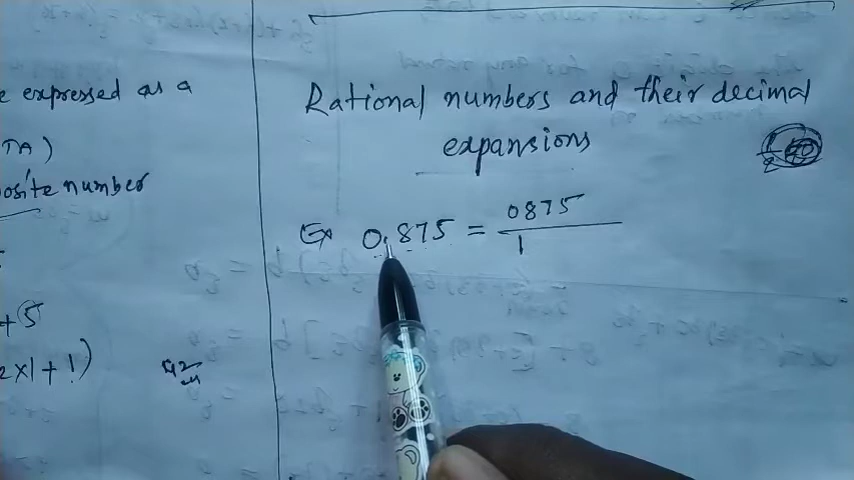 e expressed as a
TA)
osite number
+5
2x1+1)
Rational numbers and their decimal
expansions
Ex 0.875 = 0875
1